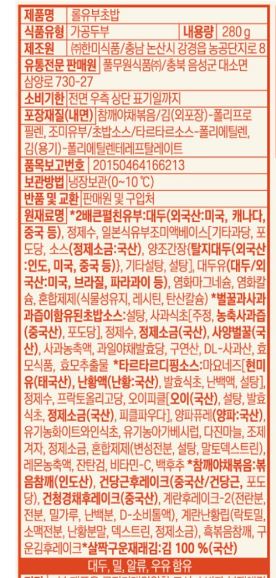 제품명 롤유부초밥
식품유형 가공두부 내용량 280 g
제조원 ㈜한미식품/충남 논산시 강경읍 농공단지로 8
유통전문판매원 풀무원식품㈜/충북 음성군 대소면
삼양로 730-27
소비기한 전면 우측 상단 표기일까지
포장재질(내면) 참깨야채볶음/김(외포장)-폴리프로
필렌, 조미유부/초밥소스/타르타르소스-폴리에틸렌,
김(용기)-폴리에틸렌테레프탈레이트
품목보고번호 20150464166213
보관방법 냉장보관(0~10 ℃)
반품 및 교환 판매원 및 구입처
원재료명 *2배큰펼친유부:대두(외국산:미국, 캐나다,
중국 등), 정제수, 일본식유부조미액베이스[기타과당, 포
도당, 소스(정제소금:국산), 양조간장{탈지대두(외국산
:인도, 미국, 중국 등)}, 기타설탕, 설탕], 대두유(대두/외
국산:미국, 브라질, 파라과이 등), 염화마그네슘, 염화칼
슘, 혼합제제(식물성유지, 레시틴, 탄산칼슘) *벌꿀과사과
과즙이함유된초밥소스:설탕, 사과식초[주정, 농축사과즙
(중국산), 포도당], 정제수, 정제소금(국산), 사양벌꿀(국
산), 사과농축액, 과일야채발효당, 구연산, DL-사과산, 효
모식품, 효모추출물 *타르타르디핑소스:마요네즈[현미
유(태국산), 난황액(난황:국산), 발효식초, 난백액, 설탕],
정제수, 프락토올리고당, 오이피클[오이(국산), 설탕, 발효
식초, 정제소금(국산), 피클파우다], 양파퓨레(양파:국산),
유기농화이트와인식초, 유기농아가베시럽, 다진마늘, 조제
겨자, 정제소금, 혼합제제(변성전분, 설탕, 말토덱스트린),
레몬농축액, 잔탄검, 비타민-C, 백후추 *참깨야채볶음:볶
음참깨(인도산), 건당근후레이크(중국산/건당근, 포도
당), 건청경채후레이크(중국산), 계란후레이크-2(전란분,
전분, 밀가루, 난백분, D-소비톨액), 계란난황립(락토밀,
소맥전분, 난황분말, 덱스트린, 정제소금), 흑볶음참깨, 구
운김후레이크 *살짝구운재래김:김 100 %(국산)
대두, 밀, 알류, 우유 함유